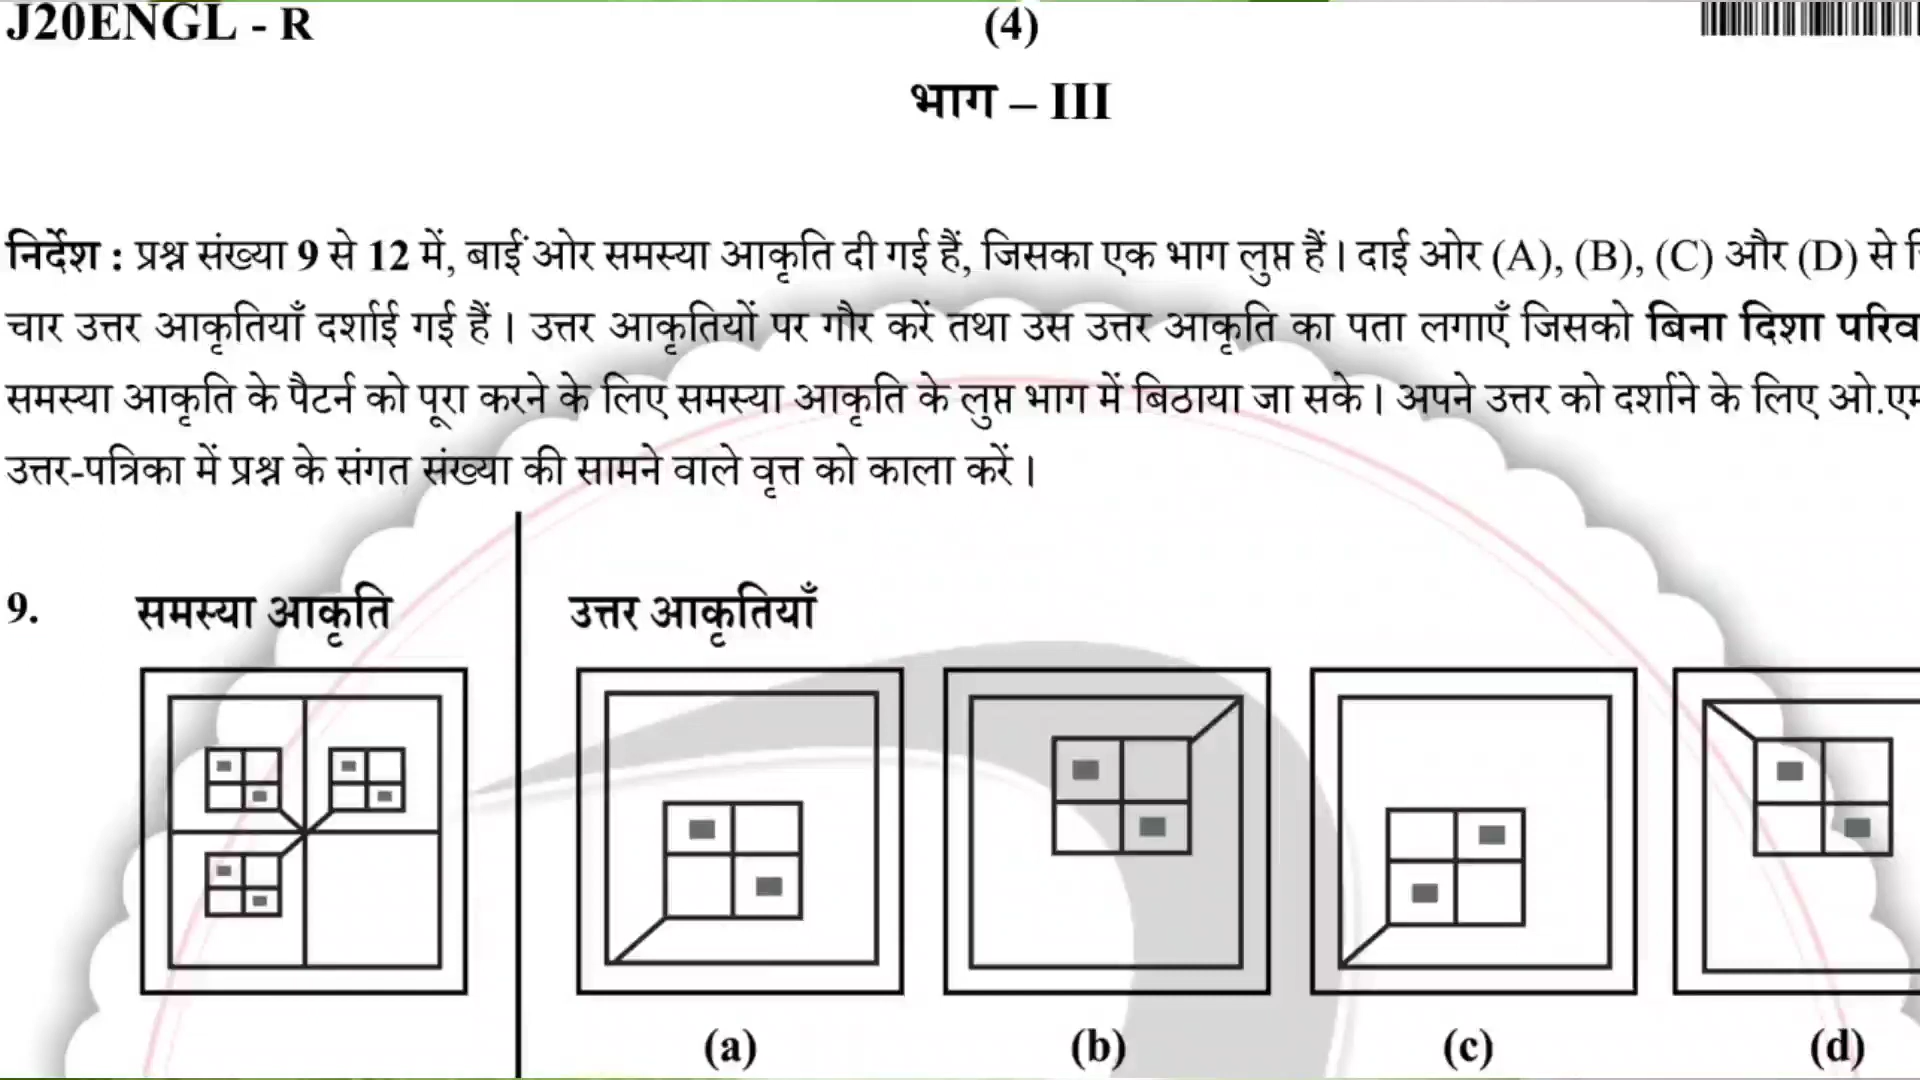 J20ENGL - R (4)
भाग – III
निर्देश : प्रश्न संख्या 9 से 12 में, बाईं ओर समस्या आकृति दी गई हैं, जिसका एक भाग लुप्त हैं। दाई ओर (A), (B), (C) और (D) से
चार उत्तर आकृतियाँ दर्शाई गई हैं। उत्तर आकृतियों पर गौर करें तथा उस उत्तर आकृति का पता लगाएँ जिसको बिना दिशा
समस्या आकृति के पैटर्न को पूरा करने के लिए समस्या आकृति के लुप्त भाग में बिठाया जा सके। अपने उत्तर को दर्शाने के लिए
उत्तर-पत्रिका में प्रश्न के संगत संख्या की सामने वाले वृत्त को काला करें।
9. समस्या आकृति उत्तर आकृतियाँ
(a) (b) (c) (d)